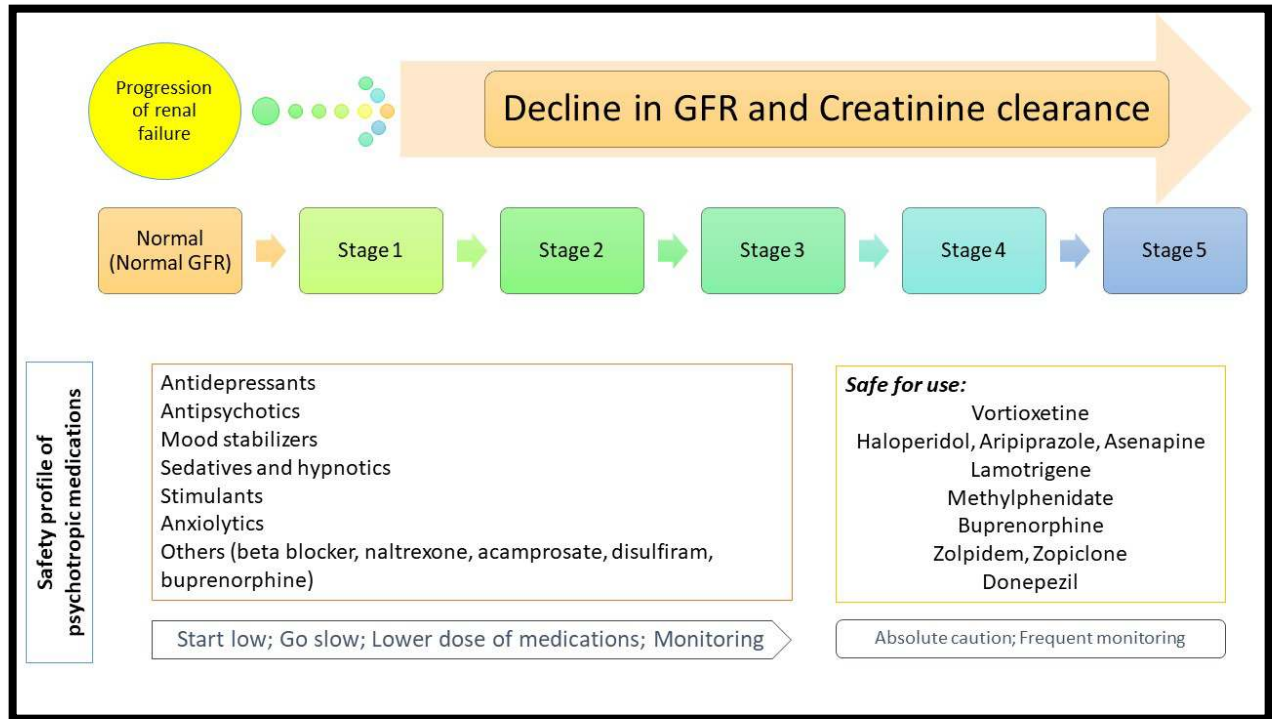 Progression
of renal
failure
Decline in GFR and Creatinine clearance
Normal
(Normal GFR)
Stage 1
Stage 2
Stage 3
Stage 4
Stage 5
Safety profile of
psychotropic medications
Antidepressants
Antipsychotics
Mood stabilizers
Sedatives and hypnotics
Stimulants
Anxiolytics
Others (beta blocker, naltrexone, acamprosate, disulfiram,
buprenorphine)
Start low; Go slow; Lower dose of medications; Monitoring
Safe for use:
Vortioxetine
Haloperidol, Aripiprazole, Asenapine
Lamotrigene
Methylphenidate
Buprenorphine
Zolpidem, Zopiclone
Donepezil
Absolute caution; Frequent monitoring